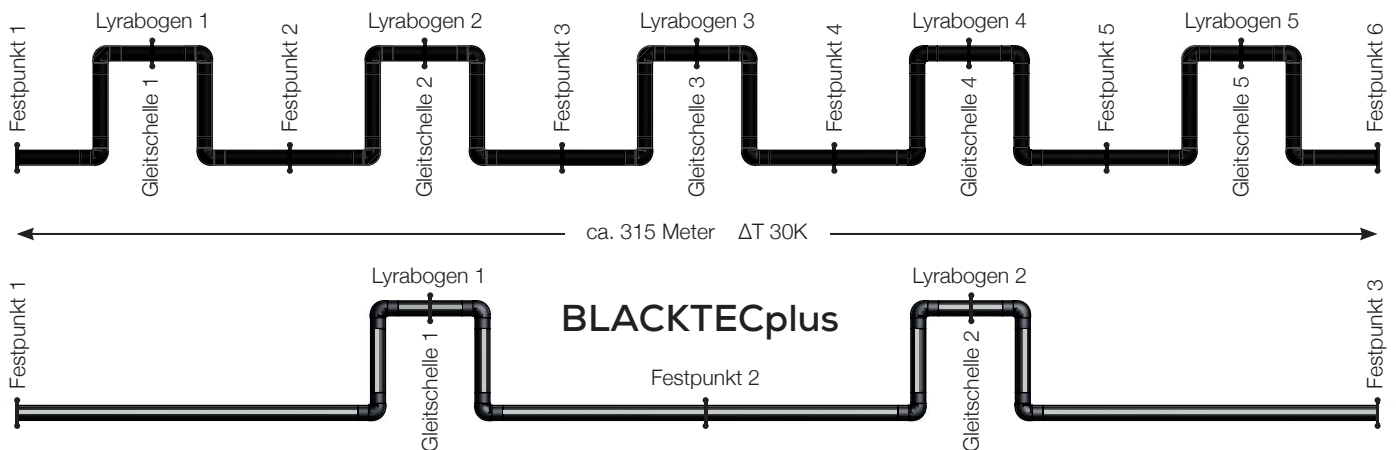 Festpunkt 1
Lyrabogen 1
Gleitschelle 1
Festpunkt 2
Lyrabogen 2
Gleitschelle 2
Festpunkt 3
Lyrabogen 3
Gleitschelle 3
Festpunkt 4
Lyrabogen 4
Gleitschelle 4
Festpunkt 5
Lyrabogen 5
Gleitschelle 5
Festpunkt 6
ca. 315 Meter ΔT 30K
Festpunkt 1
Lyrabogen 1
Gleitschelle 1
BLACKTECplus
Festpunkt 2
Lyrabogen 2
Gleitschelle 2
Festpunkt 3